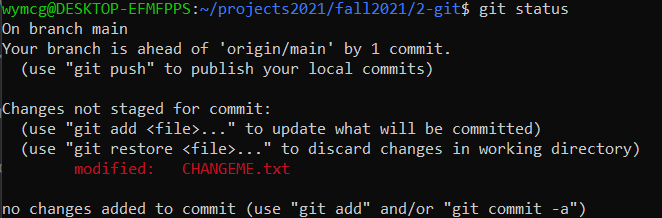 wymcg@DESKTOP-EFMFPPS:~/projects2021/fall2021/2-git$ git status
On branch main
Your branch is ahead of 'origin/main' by 1 commit.
  (use "git push" to publish your local commits)

Changes not staged for commit:
  (use "git add <file>..." to update what will be committed)
  (use "git restore <file>..." to discard changes in working directory)
        modified:   CHANGEME.txt

no changes added to commit (use "git add" and/or "git commit -a")